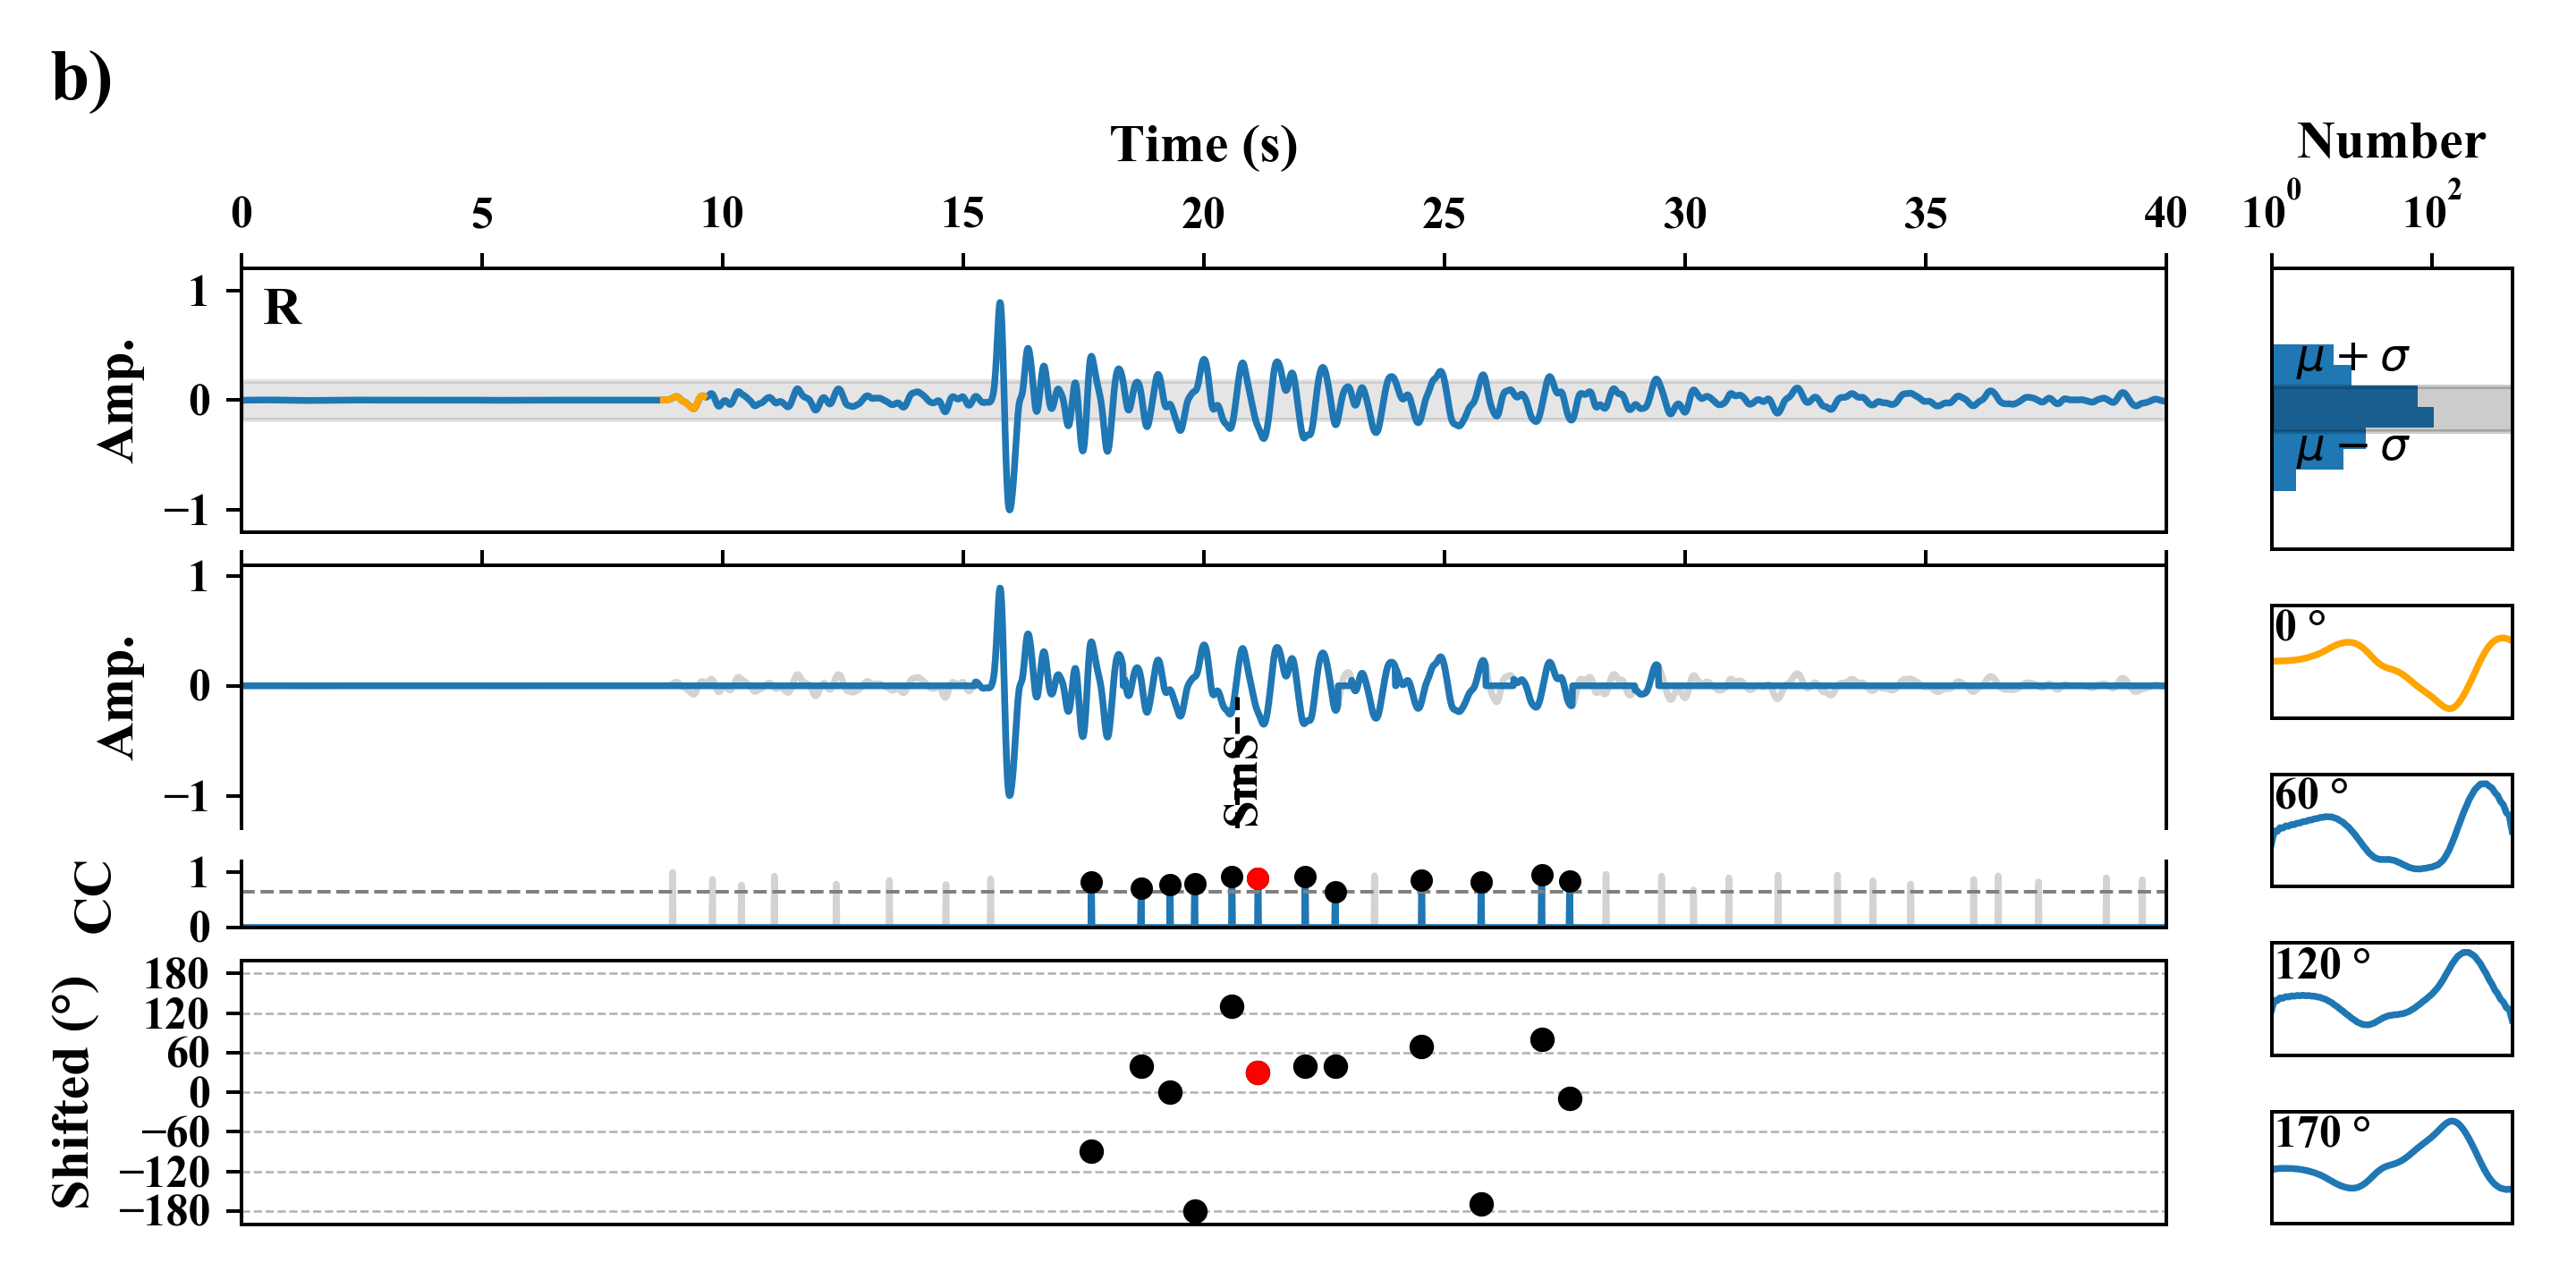 b)
Time (s)
Number
0 5 10 15 20 25 30 35 40
10⁰ 10²
R
Amp.
1
0
−1
μ + σ
μ − σ
Amp.
1
0
−1
SmS
0 °
60 °
CC
1
0
120 °
Shifted (°)
180
120
60
0
−60
−120
−180
170 °